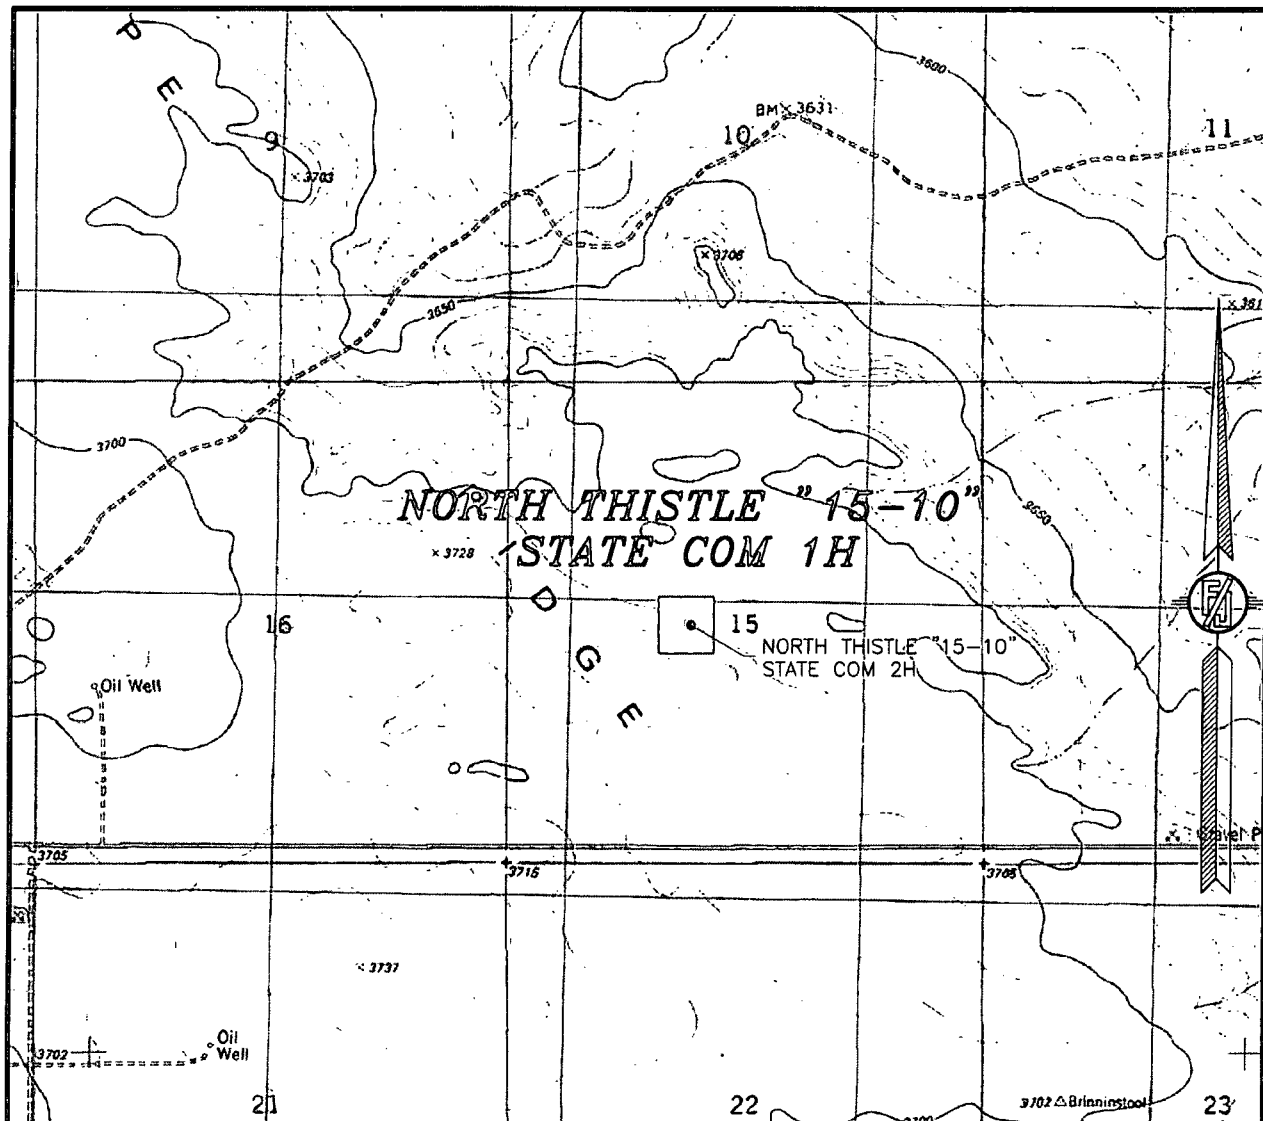 P
E
9
10
11
3600
BM × 3631
× 3703
× 3706
3650
3700
NORTH THISTLE "15-10"
STATE COM 1H
× 3728
3650
D
G
E
16
15
NORTH THISTLE "15-10"
STATE COM 2H
Oil Well
3705
3715
3705
× 3737
3702
Oil
Well
21
22
3702 △ Brinninstool
23